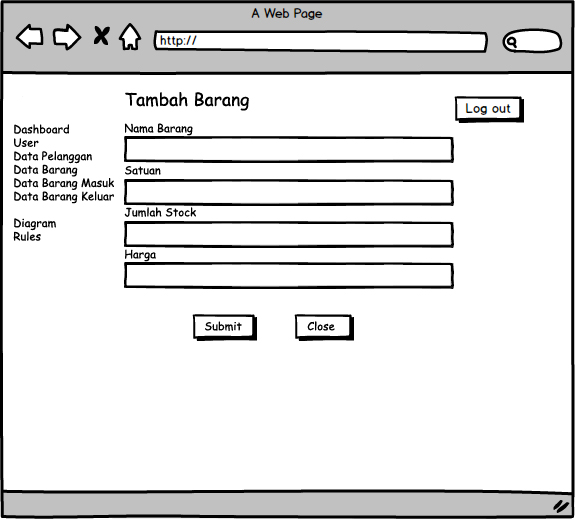 A Web Page
http://
Tambah Barang
Log out
Dashboard
User
Data Pelanggan
Data Barang
Data Barang Masuk
Data Barang Keluar
Diagram
Rules
Nama Barang
Satuan
Jumlah Stock
Harga
Submit
Close